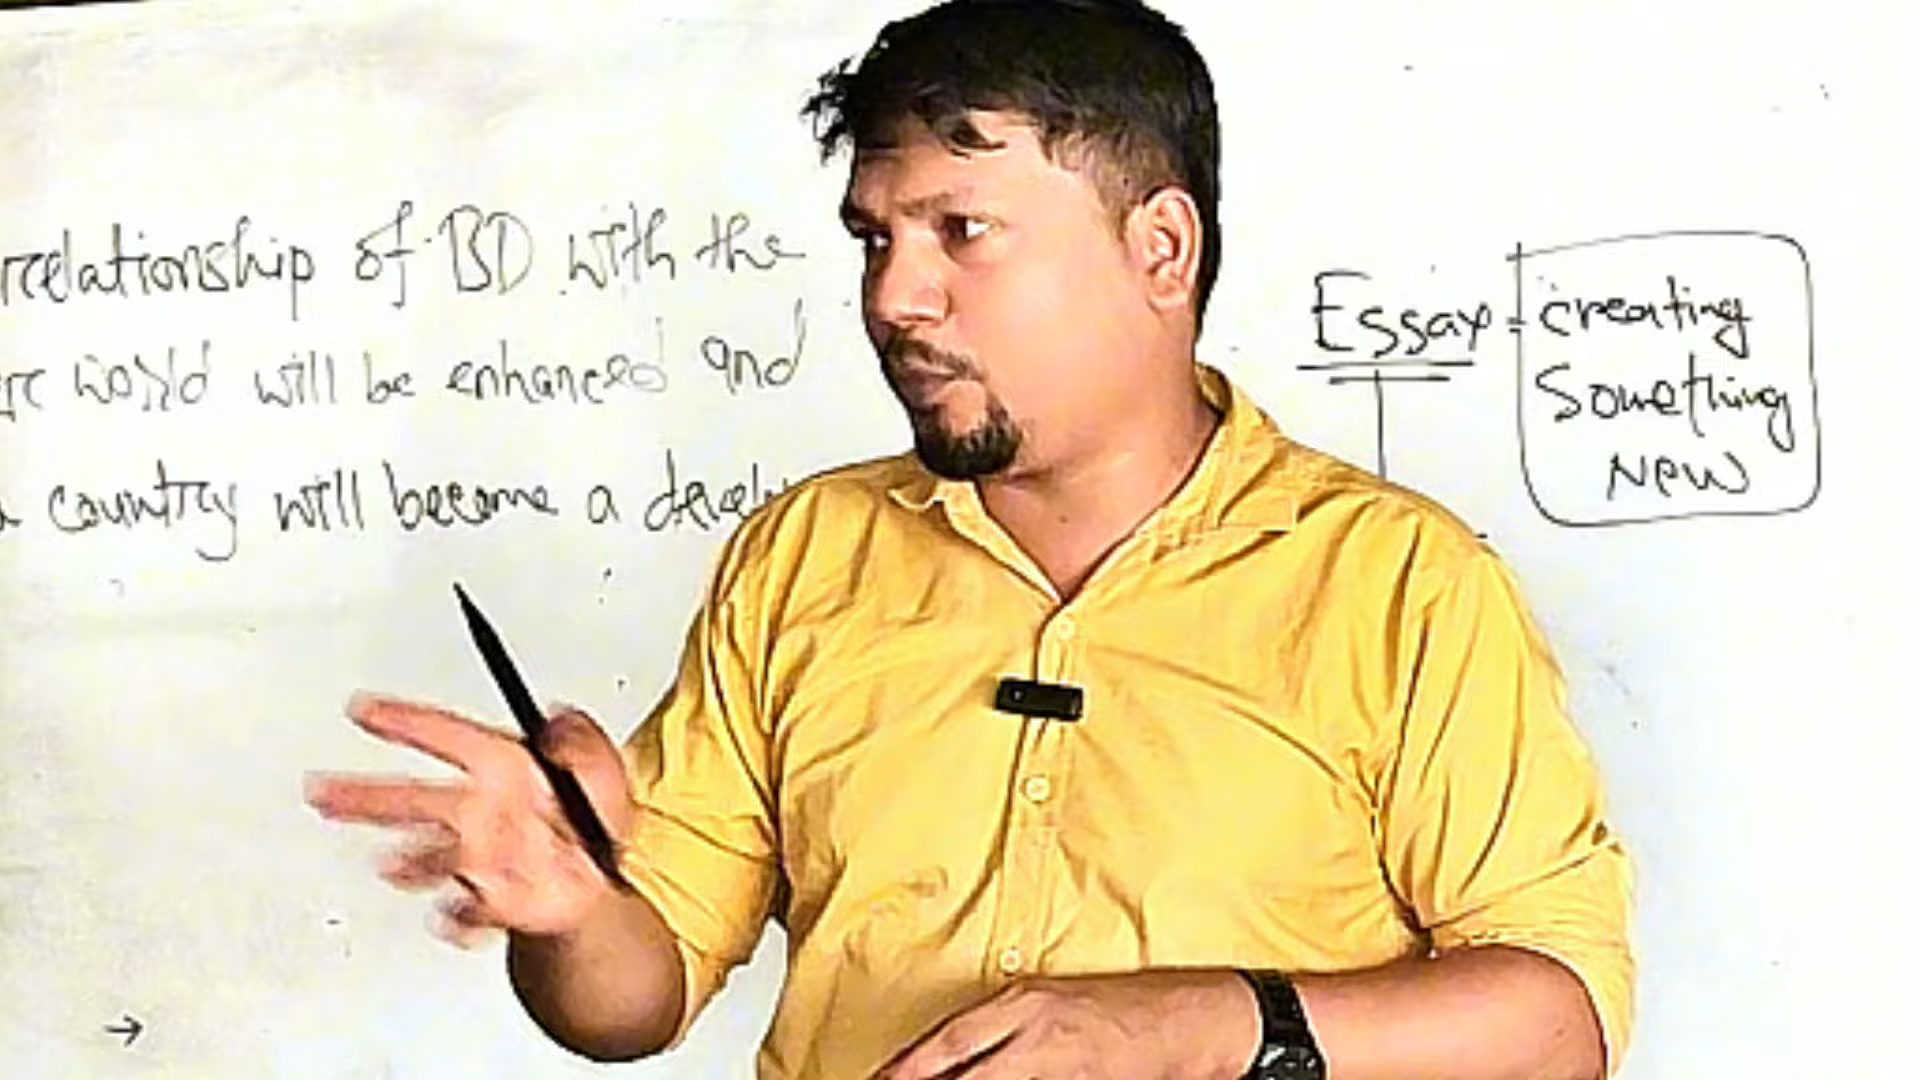 relationship of BD with the
world will be enhanced and
country will become a
Essay = creating
Something
New
→